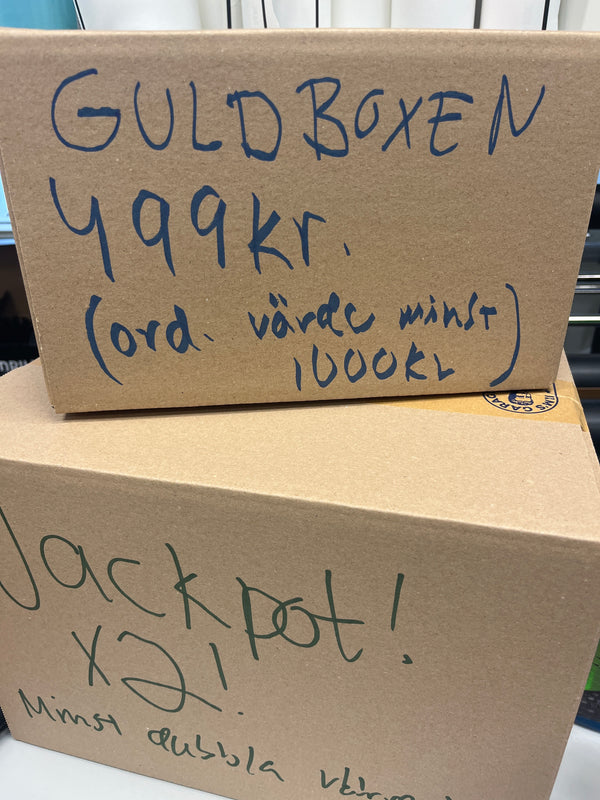 GULDBOXEN
499kr.
(ord. värde minst
1000kr)
Jackpot!
x2!
Minst dubbla